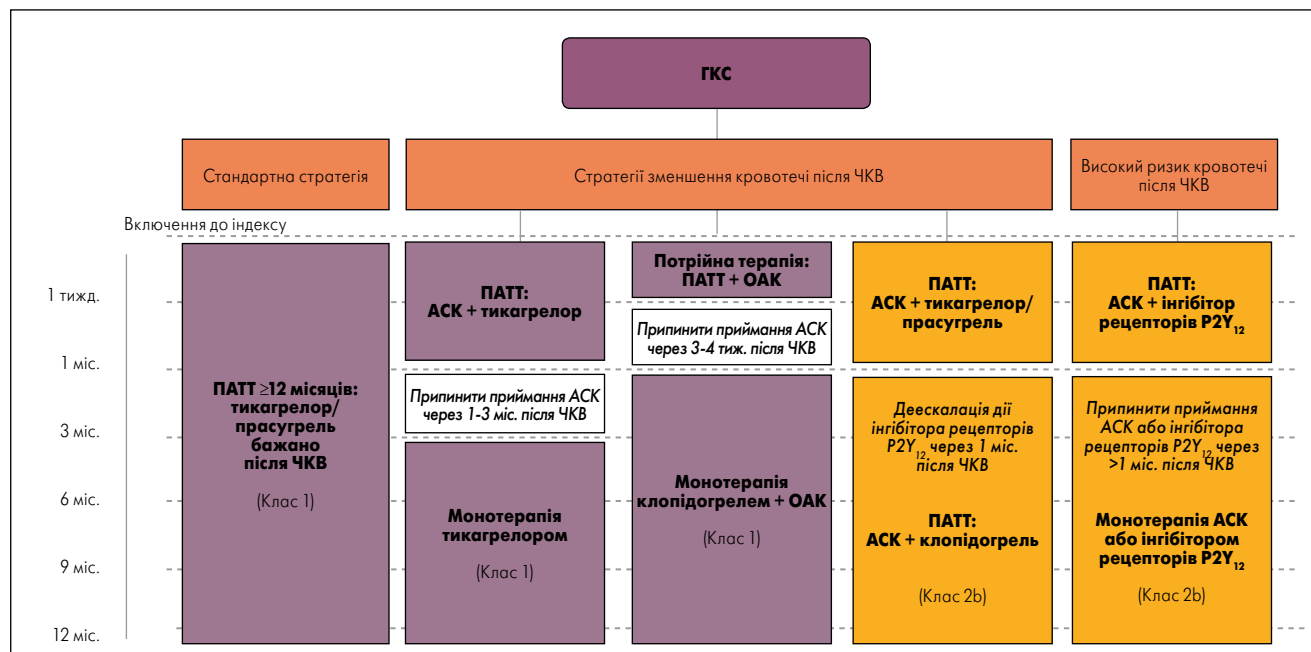 ГКС
Стандартна стратегія
Стратегії зменшення кровотечі після ЧКВ
Високий ризик кровотечі
після ЧКВ
Включення до індексу
1 тижд.
1 міс.
3 міс.
6 міс.
9 міс.
12 міс.
ПАТТ ≥12 місяців:
тикагрелор/
прасугрель
бажано
після ЧКВ
(Клас 1)
ПАТТ:
АСК + тикагрелор
Припинити приймання АСК
через 1-3 міс. після ЧКВ
Монотерапія
тикагрелором
(Клас 1)
Потрійна терапія:
ПАТТ + ОАК
Припинити приймання АСК
через 3-4 тиж. після ЧКВ
Монотерапія
клопідогрелем + ОАК
(Клас 1)
ПАТТ:
АСК + тикагрелор/
прасугрель
Деескалація дії
інгібітора рецепторів
P2Y₁₂ через 1 міс.
після ЧКВ
ПАТТ:
АСК + клопідогрель
(Клас 2b)
ПАТТ:
АСК + інгібітор
рецепторів P2Y₁₂
Припинити приймання
АСК або інгібітора
рецепторів P2Y₁₂ через
>1 міс. після ЧКВ
Монотерапія АСК
або інгібітором
рецепторів P2Y₁₂
(Клас 2b)